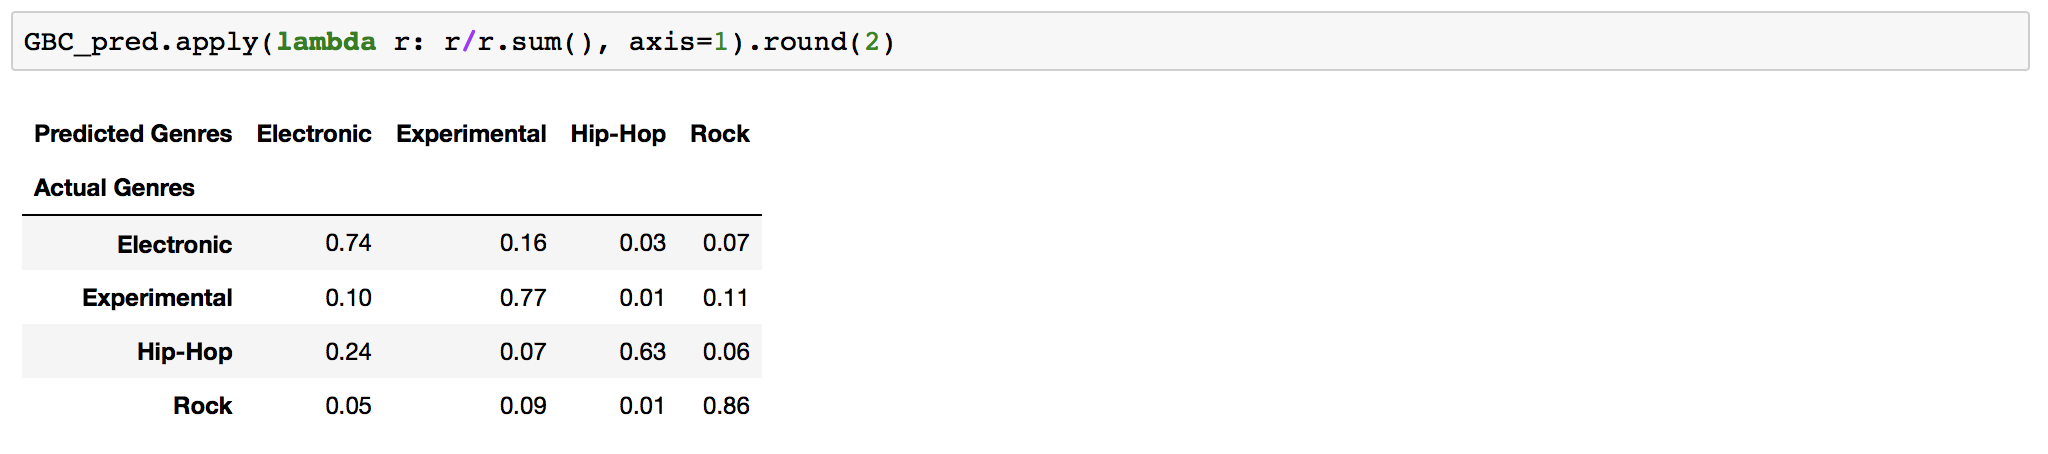 GBC_pred.apply(lambda r: r/r.sum(), axis=1).round(2)
Predicted Genres Electronic Experimental Hip-Hop Rock
Actual Genres
Electronic 0.74 0.16 0.03 0.07
Experimental 0.10 0.77 0.01 0.11
Hip-Hop 0.24 0.07 0.63 0.06
Rock 0.05 0.09 0.01 0.86